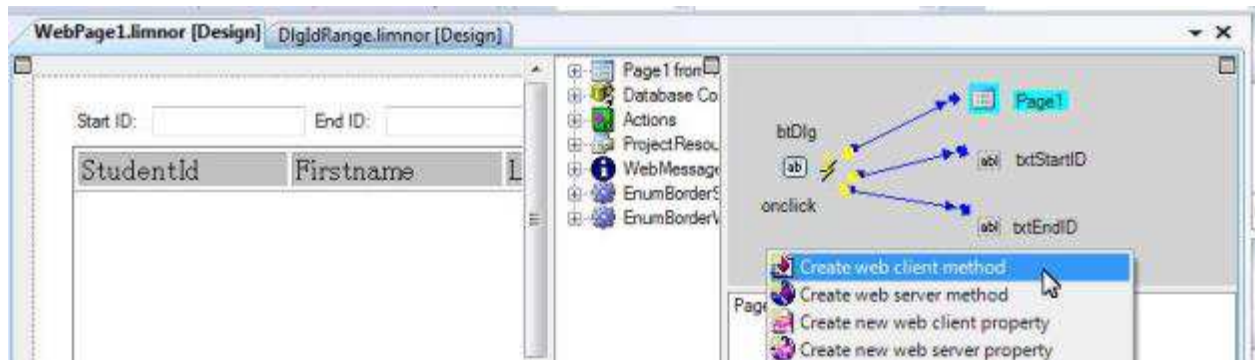 WebPage1.limnor [Design] DlgIdRange.limnor [Design]
Start ID: End ID:
StudentId Firstname L
Page1 from
Database Co
Actions
ProjectResou
WebMessage
EnumBorderS
EnumBorderW
btDlg
onclick
Page1
txtStartID
txtEndID
Create web client method
Create web server method
Create new web client property
Create new web server property
Page